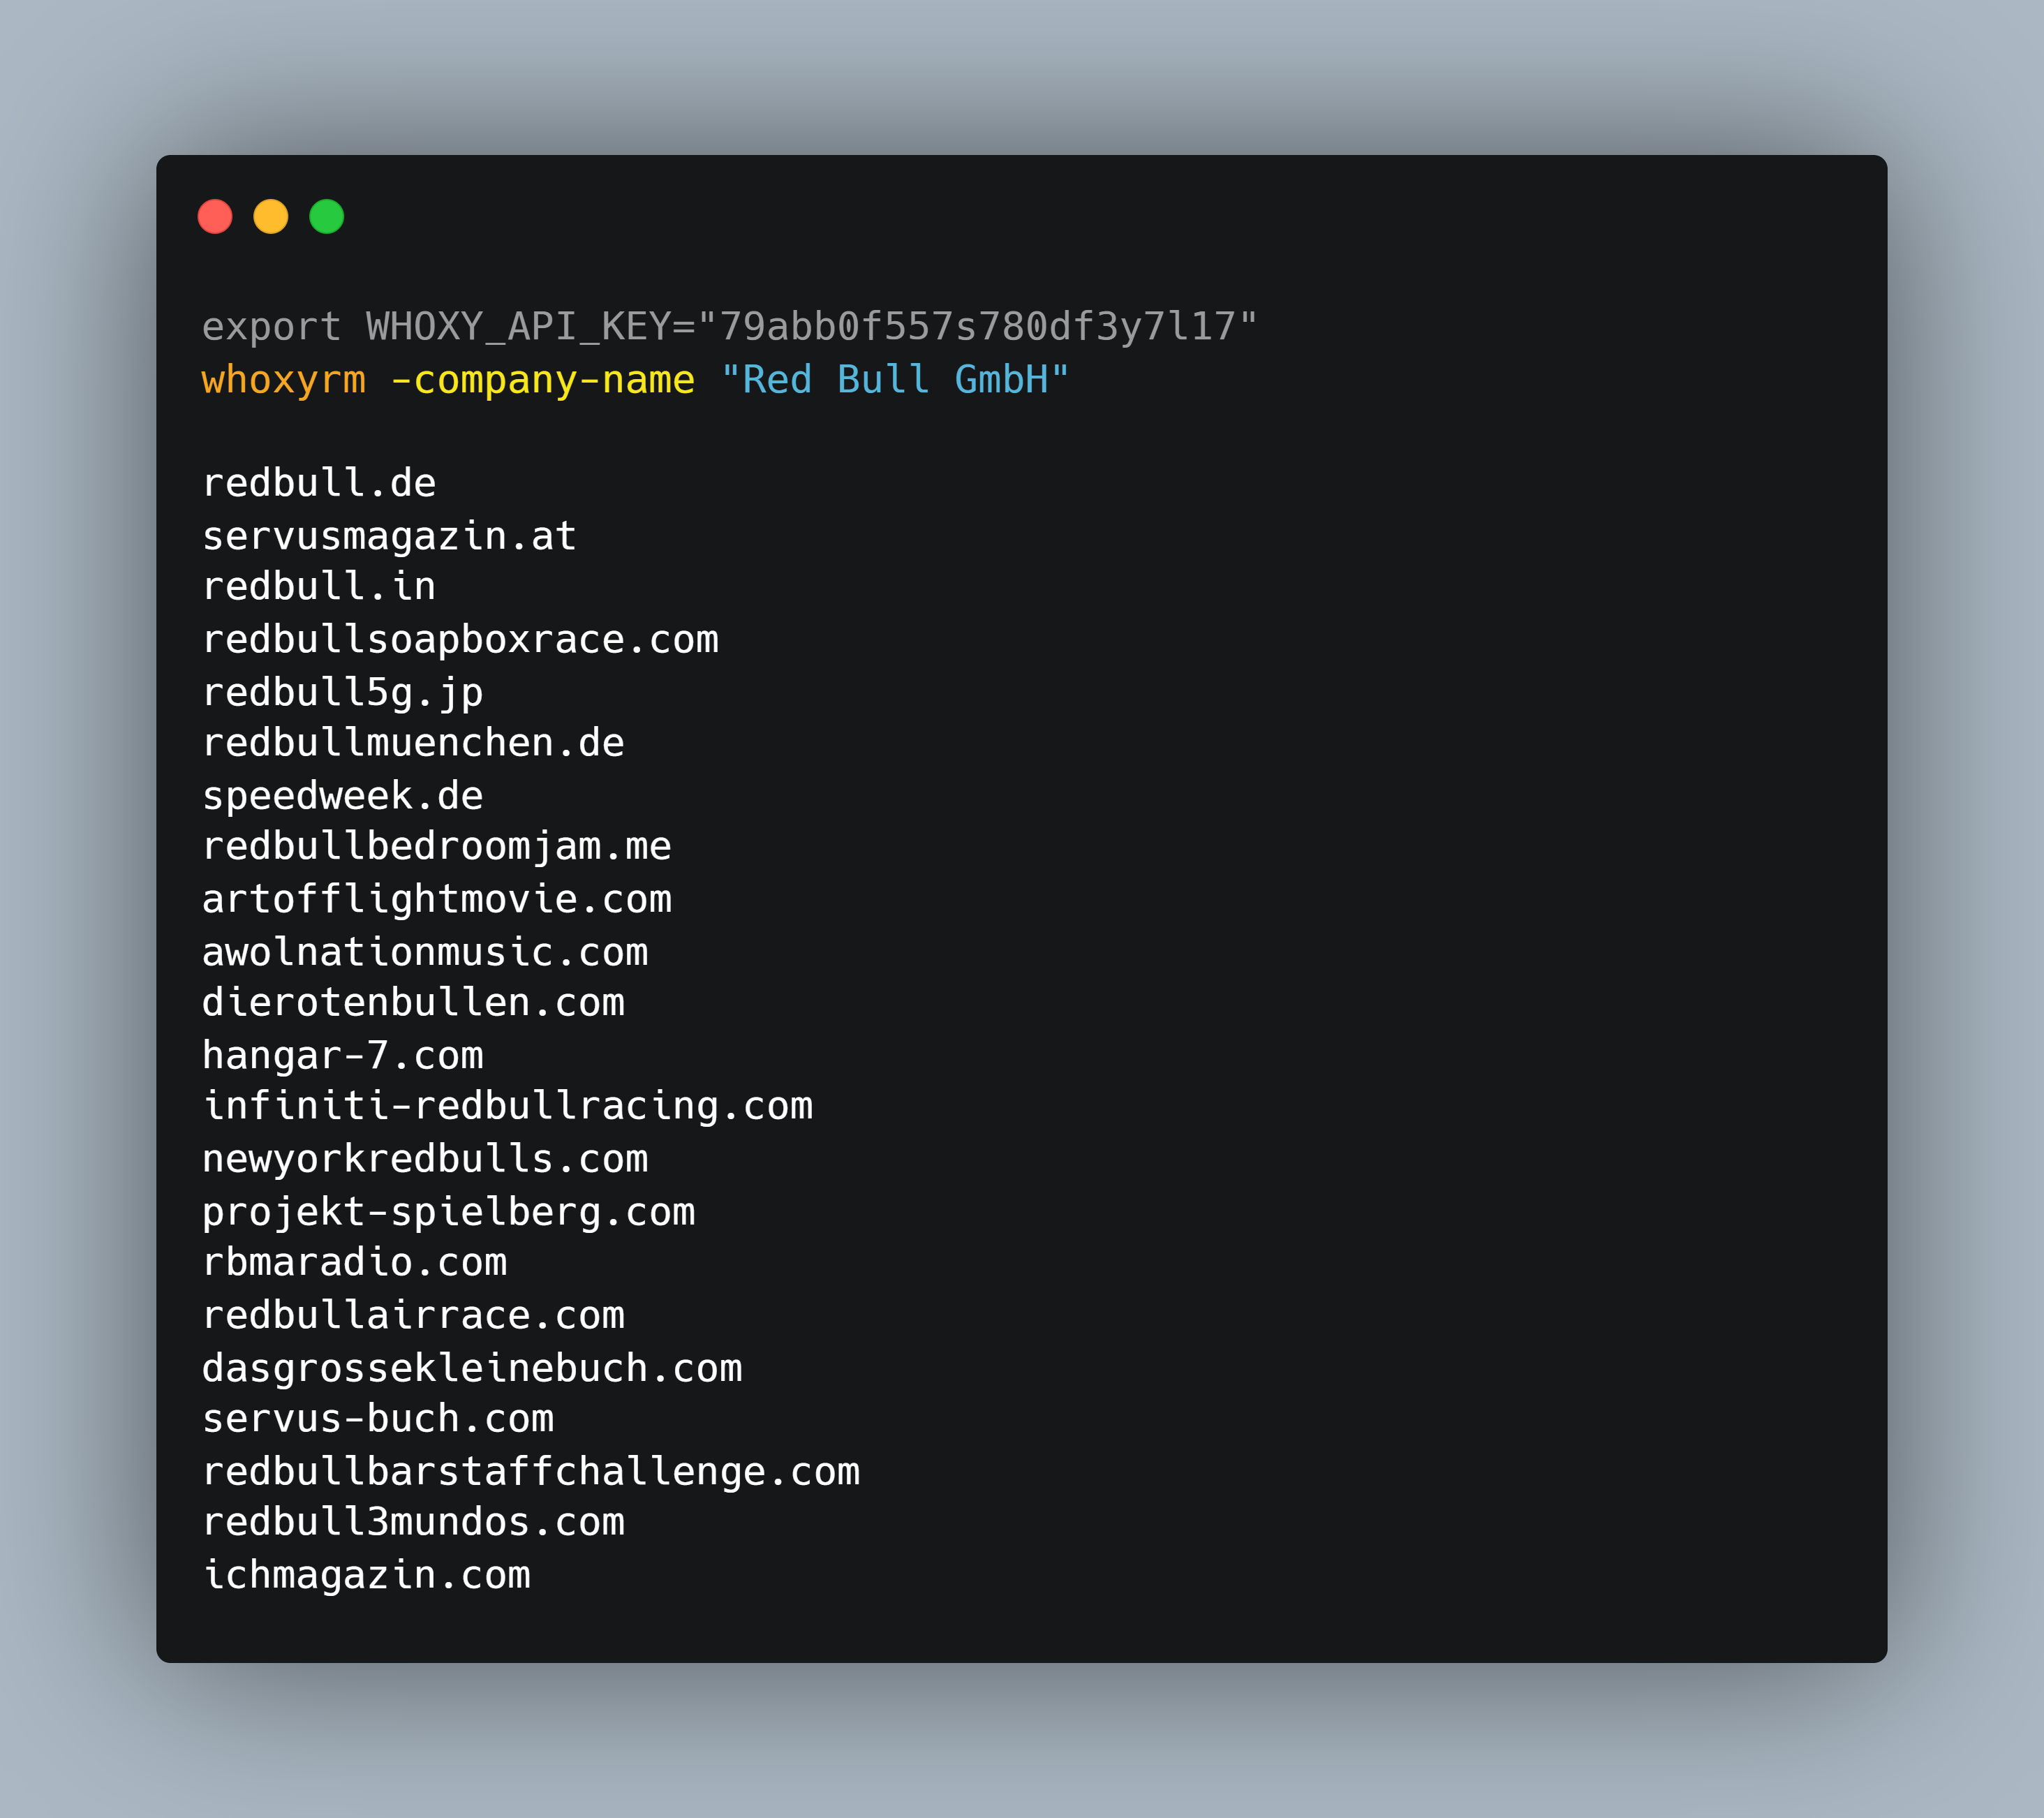 export WHOXY_API_KEY="79abb0f557s780df3y7l17"
whoxyrm -company-name "Red Bull GmbH"
redbull.de
servusmagazin.at
redbull.in
redbullsoapboxrace.com
redbull5g.jp
redbullmuenchen.de
speedweek.de
redbullbedroomjam.me
artofflightmovie.com
awolnationmusic.com
dierotenbullen.com
hangar-7.com
infiniti-redbullracing.com
newyorkredbulls.com
projekt-spielberg.com
rbmaradio.com
redbullairrace.com
dasgrossekleinebuch.com
servus-buch.com
redbullbarstaffchallenge.com
redbull3mundos.com
ichmagazin.com